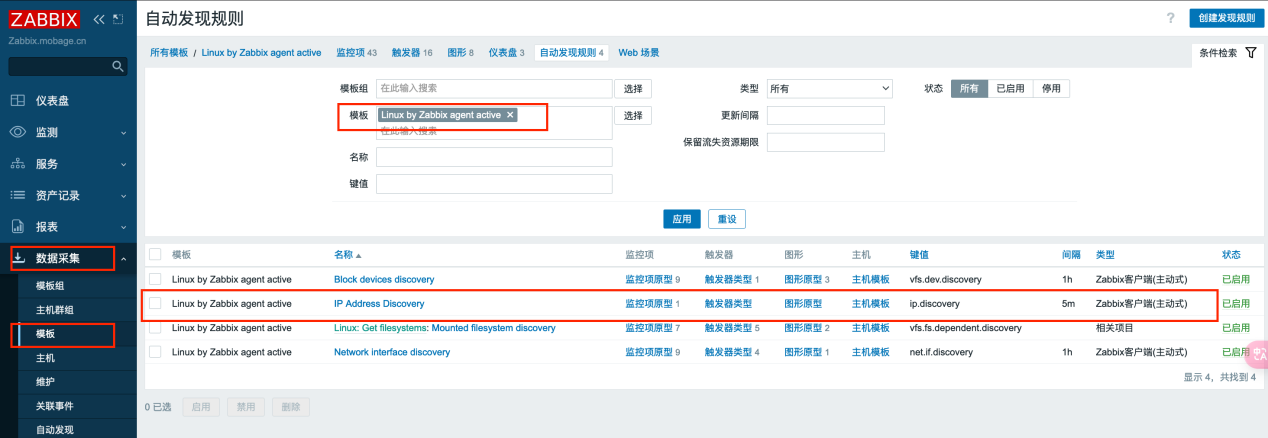 ZABBIX
Zabbix.mobage.cn
仪表盘
监测
服务
资产记录
报表
数据采集
模板组
主机群组
模板
主机
维护
关联事件
自动发现
自动发现规则
? 创建发现规则
所有模板 / Linux by Zabbix agent active 监控项 43 触发器 16 图形 8 仪表盘 3 自动发现规则 4 Web 场景
条件检索
模板组 在此输入搜索 选择 类型 所有 状态 所有 已启用 停用
模板 Linux by Zabbix agent active × 选择 更新间隔
在此输入搜索
保留流失资源期限
名称
键值
应用 重设
模板 名称 监控项 触发器 图形 主机 键值 间隔 类型 状态
Linux by Zabbix agent active Block devices discovery 监控项原型 9 触发器类型 1 图形原型 3 主机模板 vfs.dev.discovery 1h Zabbix客户端(主动式) 已启用
Linux by Zabbix agent active IP Address Discovery 监控项原型 1 触发器类型 图形原型 主机模板 ip.discovery 5m Zabbix客户端(主动式) 已启用
Linux by Zabbix agent active Linux: Get filesystems: Mounted filesystem discovery 监控项原型 7 触发器类型 5 图形原型 2 主机模板 vfs.fs.dependent.discovery 相关项目 已启用
Linux by Zabbix agent active Network interface discovery 监控项原型 9 触发器类型 4 图形原型 1 主机模板 net.if.discovery 1h Zabbix客户端(主动式) 已启用
显示 4，共找到 4
0 已选 启用 禁用 删除